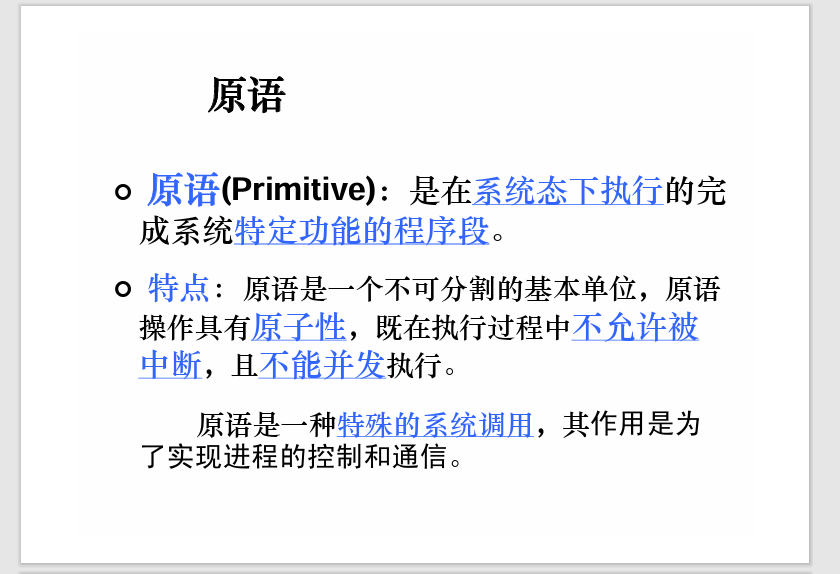 原语
原语(Primitive)：是在系统态下执行的完
成系统特定功能的程序段。
特点：原语是一个不可分割的基本单位，原语
操作具有原子性，既在执行过程中不允许被
中断，且不能并发执行。
原语是一种特殊的系统调用，其作用是为
了实现进程的控制和通信。